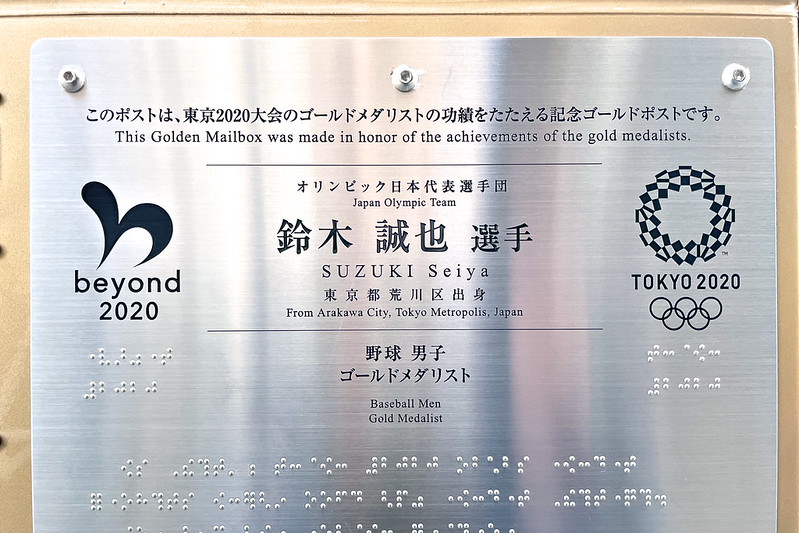 このポストは、東京2020大会のゴールドメダリストの功績をたたえる記念ゴールドポストです。
This Golden Mailbox was made in honor of the achievements of the gold medalists.
オリンピック日本代表選手団
Japan Olympic Team
鈴木 誠也 選手
SUZUKI Seiya
東京都荒川区出身
From Arakawa City, Tokyo Metropolis, Japan
beyond
2020
TOKYO 2020
野球 男子
ゴールドメダリスト
Baseball Men
Gold Medalist